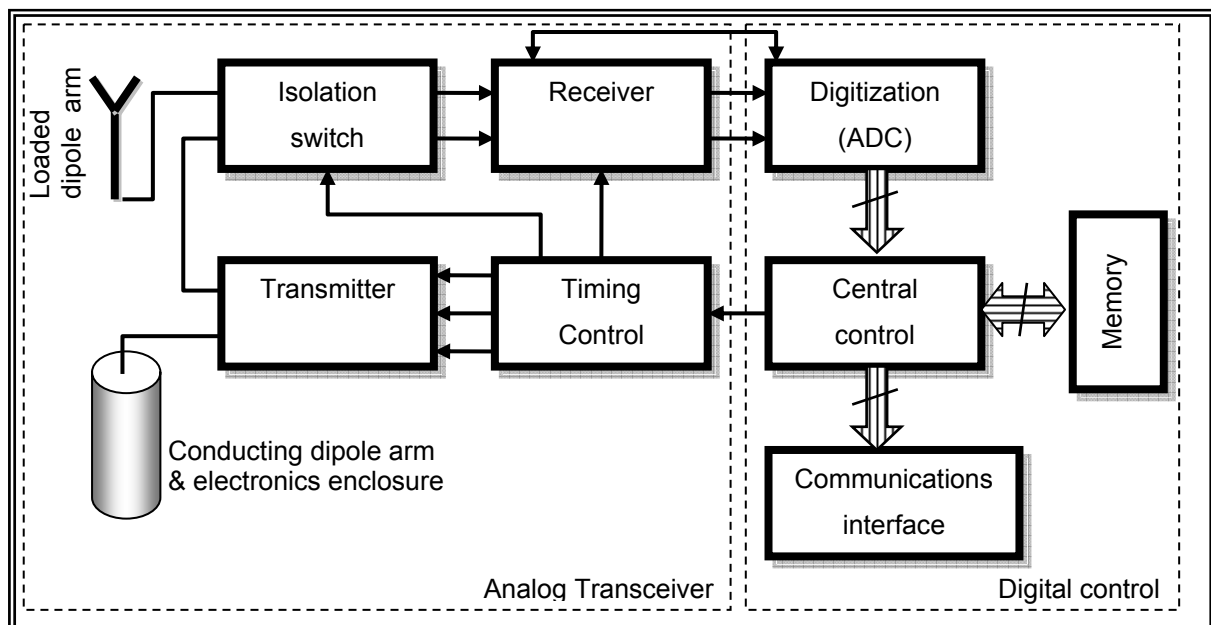 Loaded
dipole arm
Isolation
switch
Receiver
Digitization
(ADC)
Transmitter
Timing
Control
Central
control
Memory
Conducting dipole arm
& electronics enclosure
Communications
interface
Analog Transceiver
Digital control